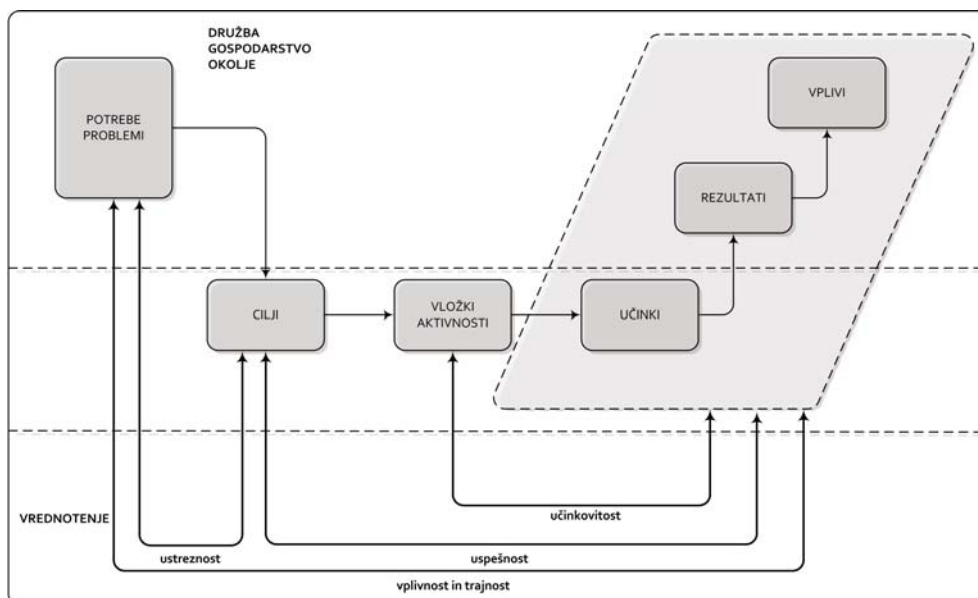 DRUŽBA
GOSPODARSTVO
OKOLJE
POTREBE
PROBLEMI
VPLIVI
REZULTATI
CILJI
VLOŽKI
AKTIVNOSTI
UČINKI
VREDNOTENJE
učinkovitost
ustreznost
uspešnost
vplivnost in trajnost